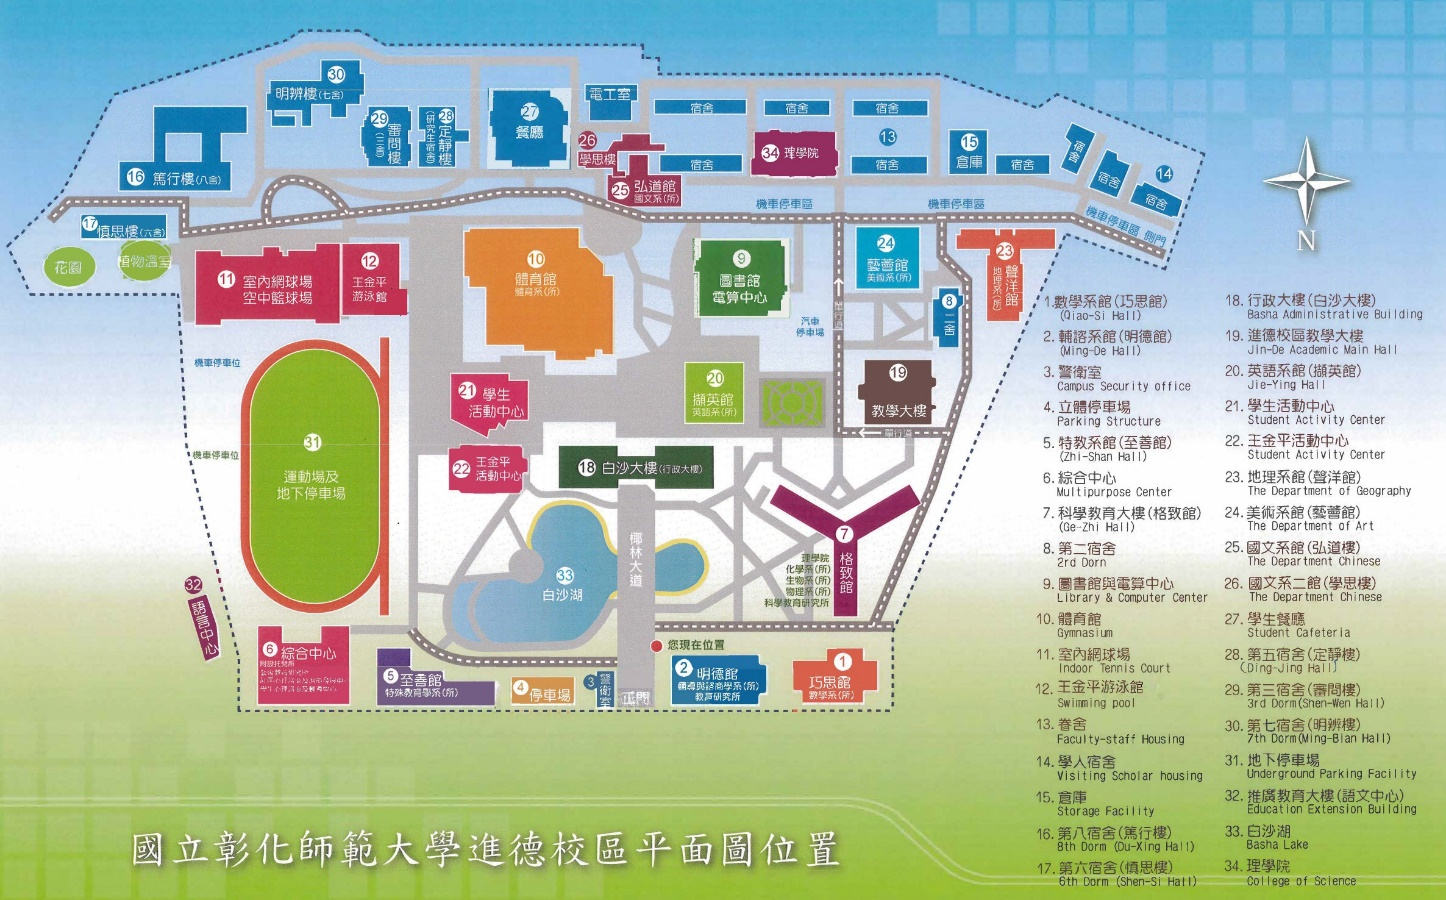 30
明辨樓(七舍)
29
審問樓
(三舍)
28
定靜樓
(研究生宿舍)
27
餐廳
電工室
宿舍
宿舍
宿舍
26
學思樓
34 理學院
13
15
倉庫
宿舍
宿舍
宿舍
宿舍
宿舍
宿舍
14
宿舍
16 篤行樓(八舍)
25 弘道館
國文系(所)
機車停車區
機車停車區
機車停車區 側門
17
慎思樓(六舍)
花園
植物溫室
11 室內網球場
空中籃球場
12
王金平
游泳館
10
體育館
體育系(所)
9
圖書館
電算中心
24
藝薈館
美術系(所)
23
聲洋館
地理系(所)
8
二舍
汽車
停車場
單行道
N
機車停車位
21 學生
活動中心
20
擷英館
英語系(所)
19
教學大樓
單行道
機車停車位
31
運動場及
地下停車場
22 王金平
活動中心
18 白沙大樓(行政大樓)
椰林大道
7
格致館
理學院
化學系(所)
生物系(所)
物理系(所)
科學教育研究所
33
白沙湖
32
語言中心
您現在位置
6 綜合中心
5 至善館
特殊教育學系(所)
4 停車場
3 警衛室
正門
2 明德館
輔導與諮商學系(所)
教育研究所
1
巧思館
數學系(所)
1.數學系館(巧思館)
(Qiao-Si Hall)
2. 輔諮系館(明德館)
(Ming-De Hall)
3. 警衛室
Campus Security office
4. 立體停車場
Parking Structure
5. 特教系館(至善館)
(Zhi-Shan Hall)
6. 綜合中心
Multipurpose Center
7. 科學教育大樓(格致館)
(Ge-Zhi Hall)
8. 第二宿舍
2rd Dorn
9. 圖書館與電算中心
Library & Computer Center
10. 體育館
Gymnasium
11. 室內網球場
Indoor Tennis Court
12. 王金平游泳館
Swimming pool
13. 眷舍
Faculty-staff Housing
14. 學人宿舍
Visiting Scholar housing
15. 倉庫
Storage Facility
16. 第八宿舍(篤行樓)
8th Dorm (Du-Xing Hall)
17. 第六宿舍(慎思樓)
6th Dorm (Shen-Si Hall)
18. 行政大樓(白沙大樓)
Basha Administrative Building
19. 進德校區教學大樓
Jin-De Academic Main Hall
20. 英語系館(擷英館)
Jie-Ying Hall
21. 學生活動中心
Student Activity Center
22. 王金平活動中心
Student Activity Center
23. 地理系館(聲洋館)
The Department of Geography
24. 美術系館(藝薈館)
The Department of Art
25. 國文系館(弘道樓)
The Department Chinese
26. 國文系二館(學思樓)
The Department Chinese
27. 學生餐廳
Student Cafeteria
28. 第五宿舍(定靜樓)
(Ding-Jing Hall)
29. 第三宿舍(審問樓)
3rd Dorm(Shen-Wen Hall)
30. 第七宿舍(明辨樓)
7th Dorm(Ming-Bian Hall)
31. 地下停車場
Underground Parking Facility
32. 推廣教育大樓(語文中心)
Education Extension Building
33. 白沙湖
Basha Lake
34. 理學院
College of Science
國立彰化師範大學進德校區平面圖位置